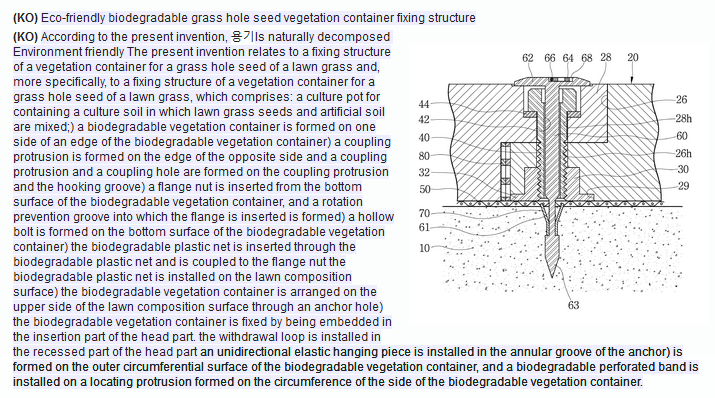 (KO) Eco-friendly biodegradable grass hole seed vegetation container fixing structure
(KO) According to the present invention, 용기Is naturally decomposed
Environment friendly The present invention relates to a fixing structure
of a vegetation container for a grass hole seed of a lawn grass and,
more specifically, to a fixing structure of a vegetation container for a
grass hole seed of a lawn grass, which comprises: a culture pot for
containing a culture soil in which lawn grass seeds and artificial soil
are mixed;) a biodegradable vegetation container is formed on one
side of an edge of the biodegradable vegetation container) a coupling
protrusion is formed on the edge of the opposite side and a coupling
protrusion and a coupling hole are formed on the coupling protrusion
and the hooking groove) a flange nut is inserted from the bottom
surface of the biodegradable vegetation container, and a rotation
prevention groove into which the flange is inserted is formed) a hollow
bolt is formed on the bottom surface of the biodegradable vegetation
container) the biodegradable plastic net is inserted through the
biodegradable plastic net and is coupled to the flange nut the
biodegradable plastic net is installed on the lawn composition
surface) the biodegradable vegetation container is arranged on the
upper side of the lawn composition surface through an anchor hole)
the biodegradable vegetation container is fixed by being embedded in
the insertion part of the head part. the withdrawal loop is installed in
the recessed part of the head part an unidirectional elastic hanging piece is installed in the annular groove of the anchor) is
formed on the outer circumferential surface of the biodegradable vegetation container, and a biodegradable perforated band is
installed on a locating protrusion formed on the circumference of the side of the biodegradable vegetation container.
62 66 64 68 28 20
44
42
40
80
32
50
70
61
10
26
28h
60
26h
30
29
63